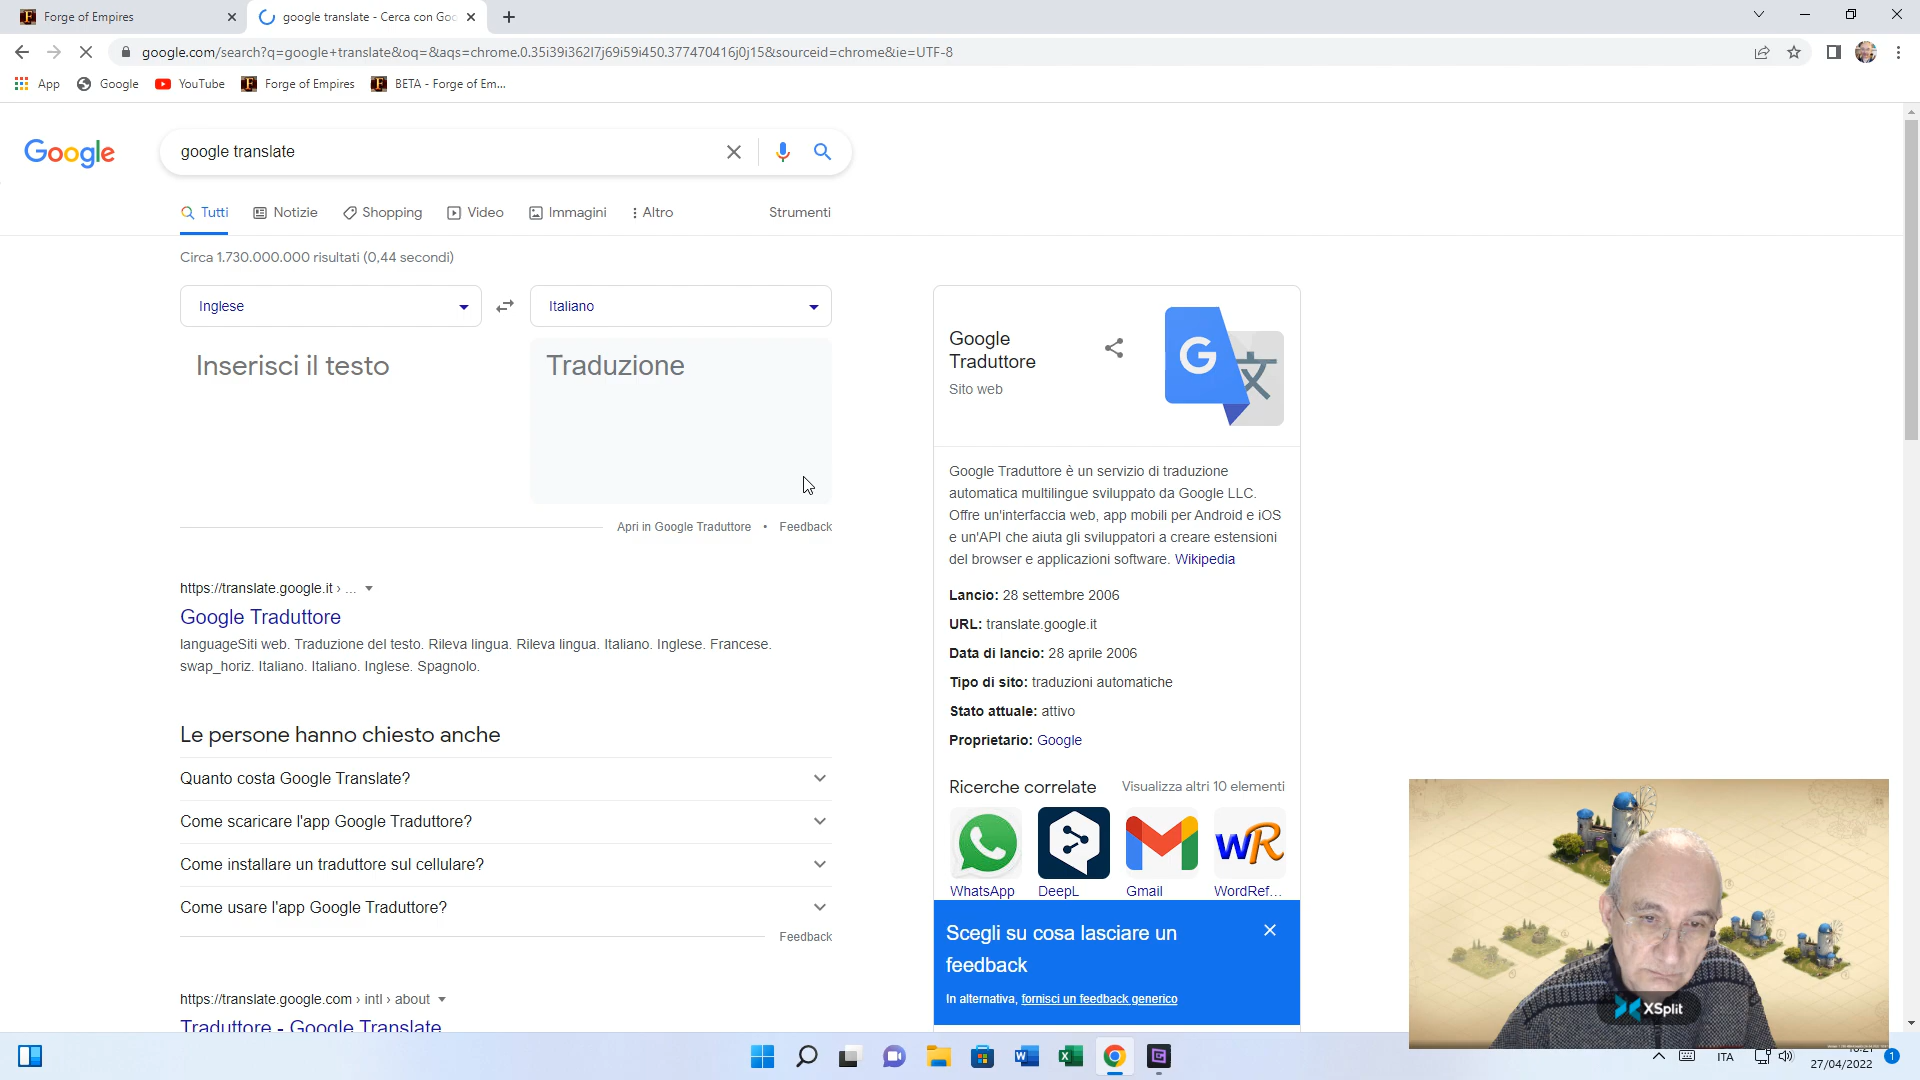 Forge of Empires
google translate - Cerca con Goo
google.com/search?q=google+translate&oq=&aqs=chrome.0.35i39i362l7j69i59i450.377470416j0j15&sourceid=chrome&ie=UTF-8
App
Google
YouTube
Forge of Empires
BETA - Forge of Em...
Google
google translate
Tutti
Notizie
Shopping
Video
Immagini
Altro
Strumenti
Circa 1.730.000.000 risultati (0,44 secondi)
Inglese
Italiano
Inserisci il testo
Traduzione
Apri in Google Traduttore • Feedback
https://translate.google.it › ...
Google Traduttore
languageSiti web. Traduzione del testo. Rileva lingua. Rileva lingua. Italiano. Inglese. Francese.
swap_horiz. Italiano. Italiano. Inglese. Spagnolo.
Le persone hanno chiesto anche
Quanto costa Google Translate?
Come scaricare l'app Google Traduttore?
Come installare un traduttore sul cellulare?
Come usare l'app Google Traduttore?
Feedback
https://translate.google.com › intl › about
Traduttore - Google Translate
Google
Traduttore
Sito web
Google Traduttore è un servizio di traduzione
automatica multilingue sviluppato da Google LLC.
Offre un'interfaccia web, app mobili per Android e iOS
e un'API che aiuta gli sviluppatori a creare estensioni
del browser e applicazioni software. Wikipedia
Lancio: 28 settembre 2006
URL: translate.google.it
Data di lancio: 28 aprile 2006
Tipo di sito: traduzioni automatiche
Stato attuale: attivo
Proprietario: Google
Ricerche correlate
Visualizza altri 10 elementi
WhatsApp
DeepL
Gmail
WordRef...
Scegli su cosa lasciare un
feedback
In alternativa, fornisci un feedback generico
XSplit
ITA
27/04/2022
1